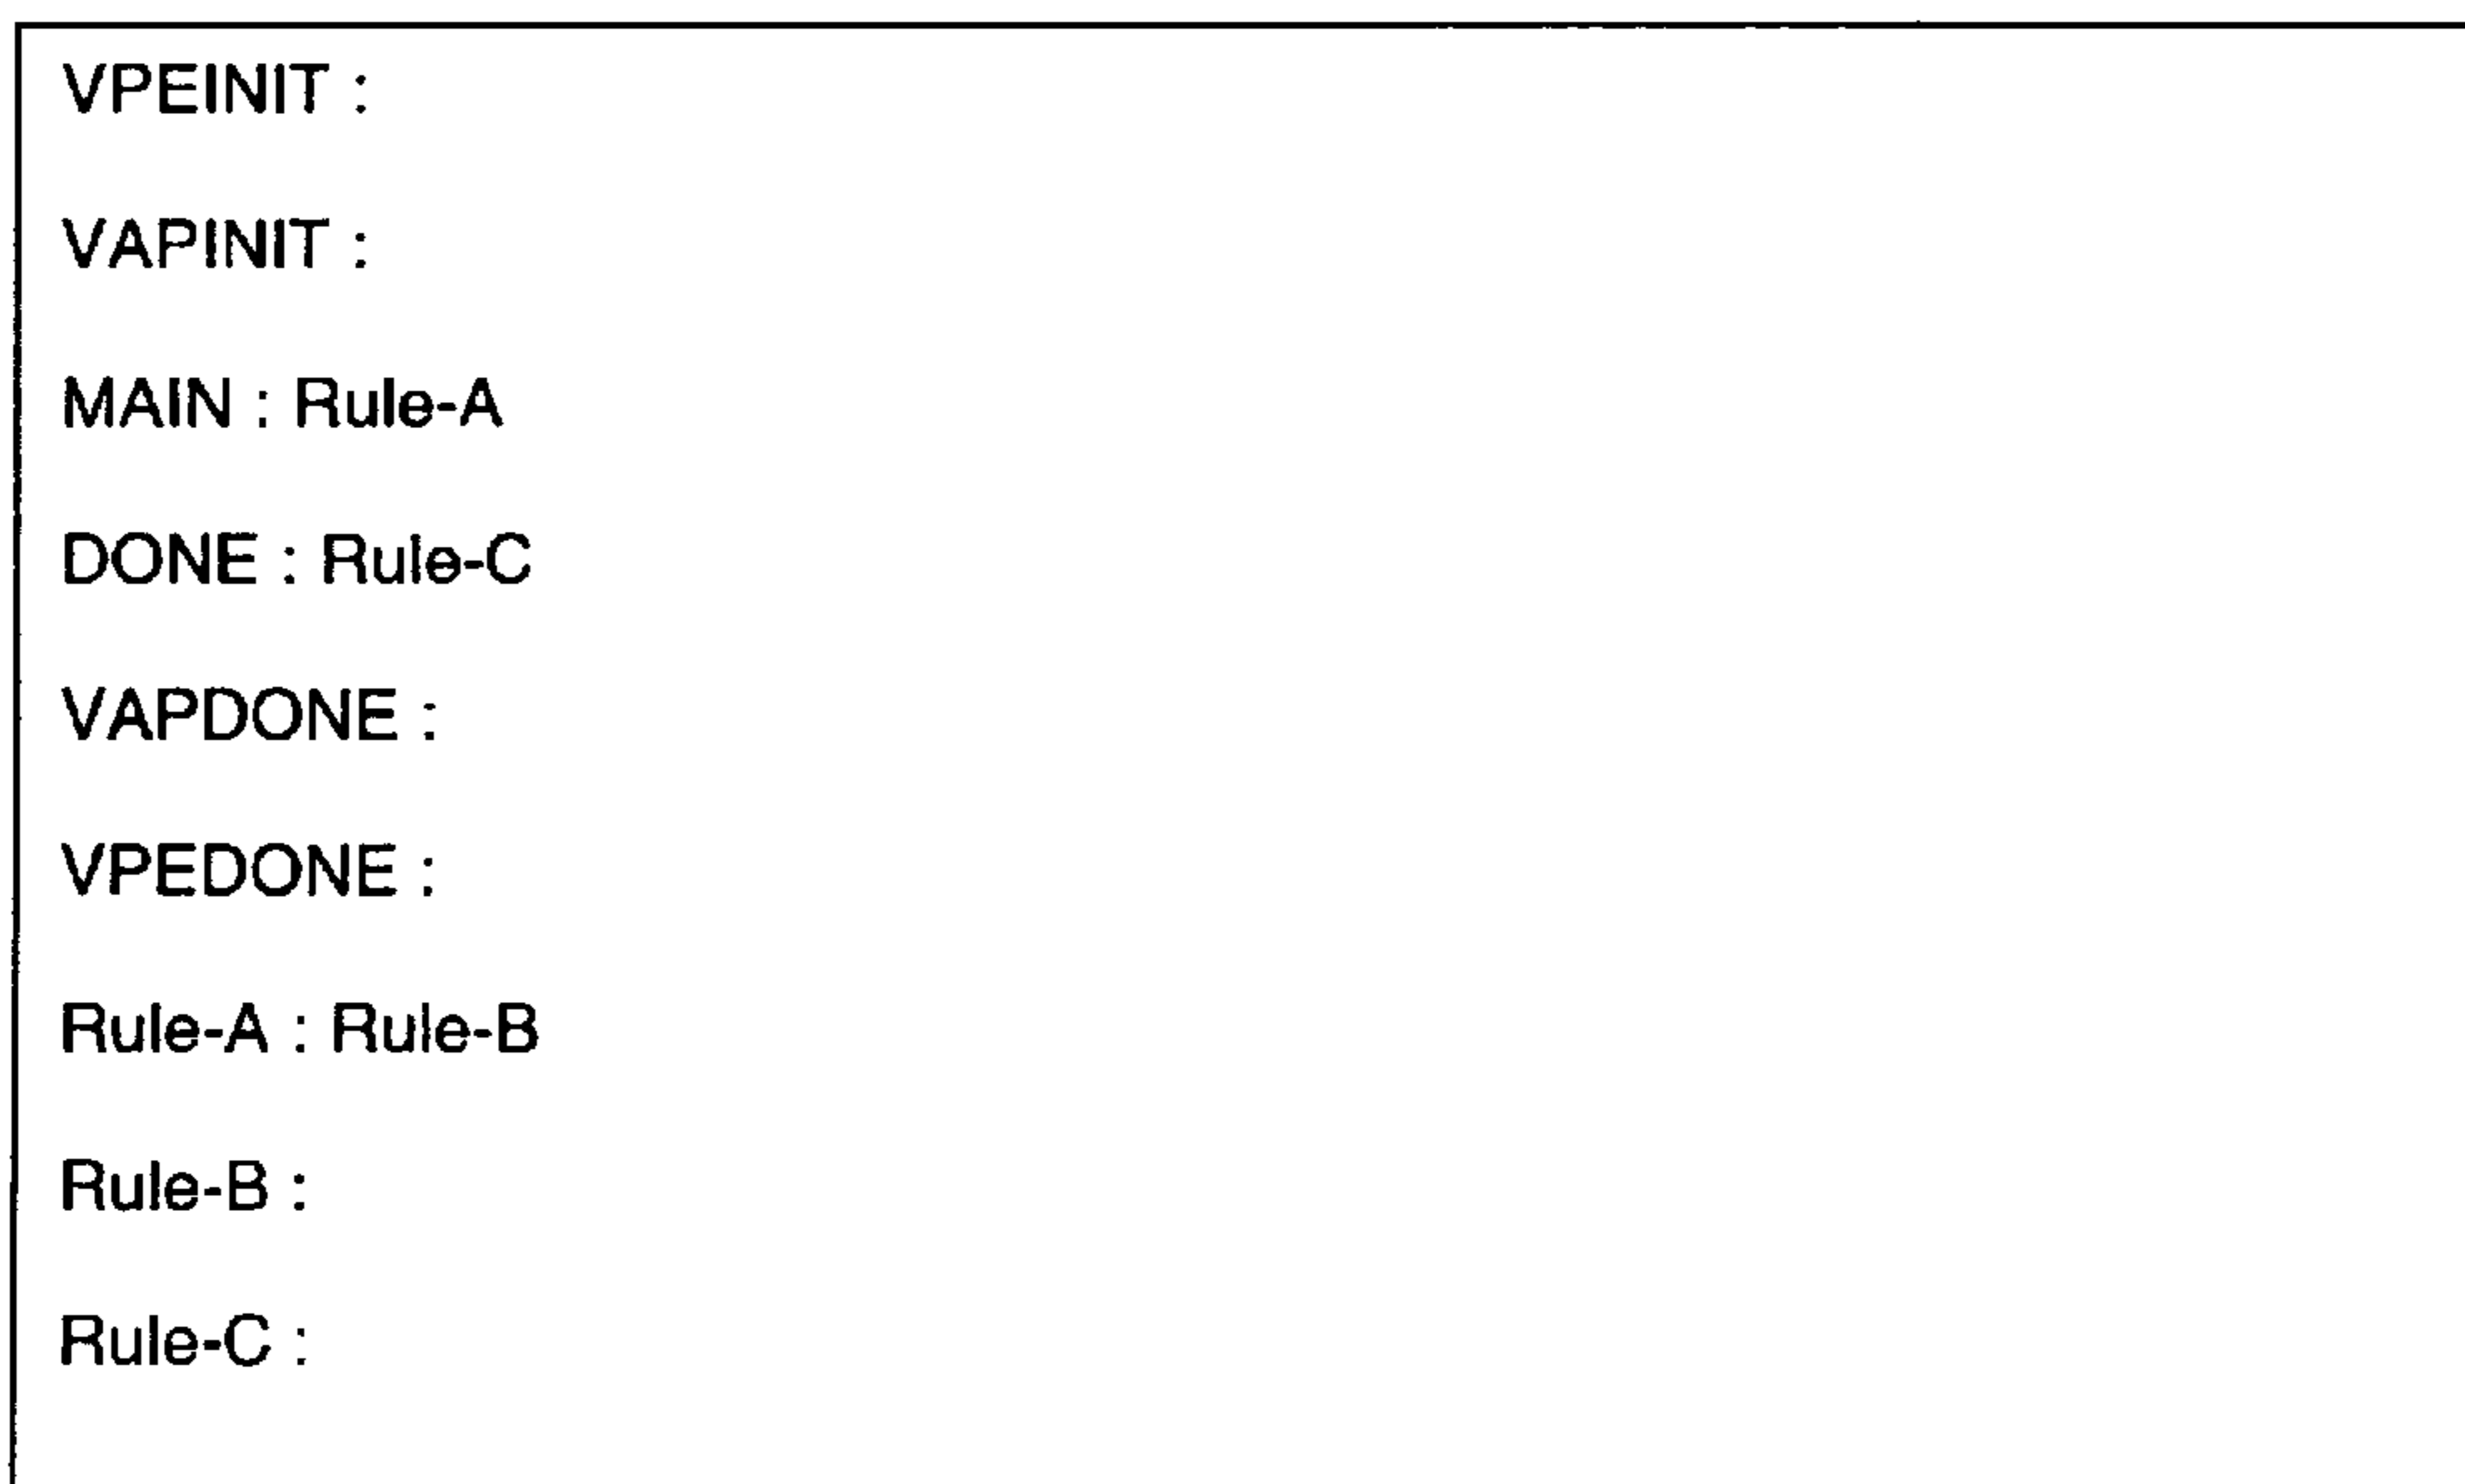 VPEINIT :
VAPINIT :
MAIN : Rule-A
DONE : Rule-C
VAPDONE :
VPEDONE :
Rule-A : Rule-B
Rule-B :
Rule-C :